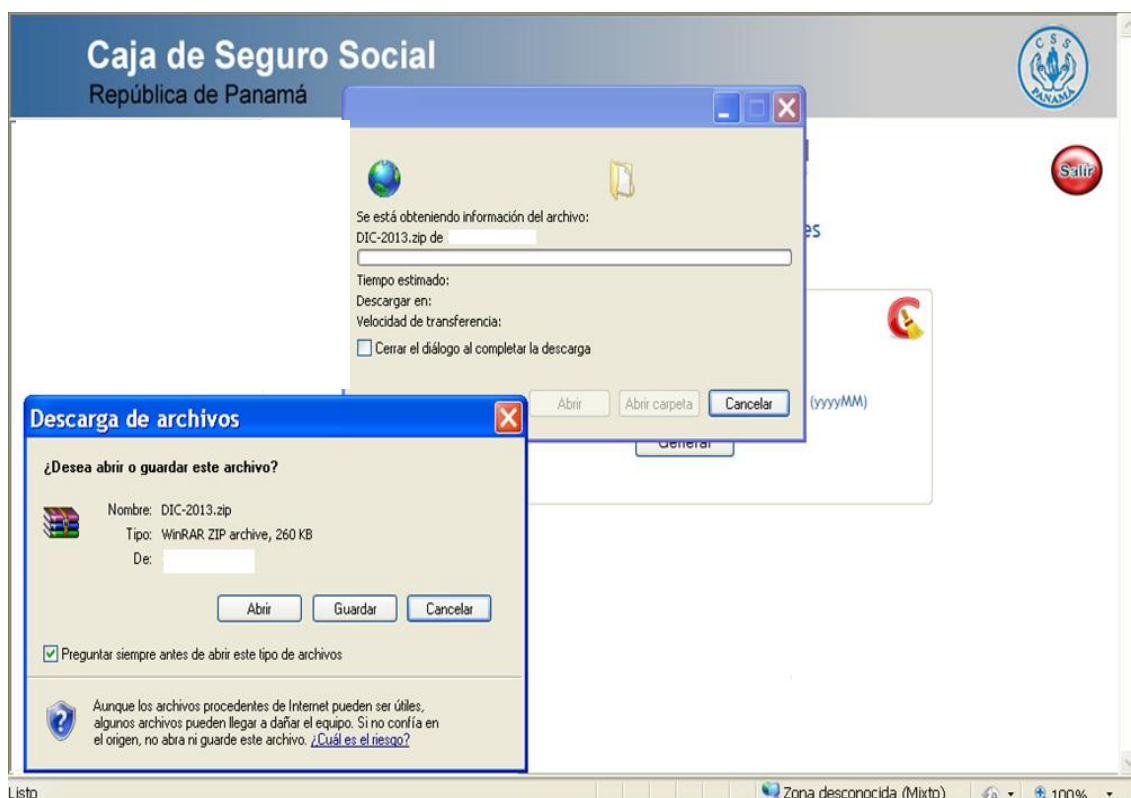 Caja de Seguro Social
República de Panamá
C S S
PANAMÁ
Salir
Se está obteniendo información del archivo:
DIC-2013.zip de
es
Tiempo estimado:
Descargar en:
Velocidad de transferencia:
Cerrar el diálogo al completar la descarga
Abrir
Abrir carpeta
Cancelar
(yyyyMM)
Descarga de archivos
¿Desea abrir o guardar este archivo?
Nombre: DIC-2013.zip
Tipo: WinRAR ZIP archive, 260 KB
De:
Abrir
Guardar
Cancelar
Preguntar siempre antes de abrir este tipo de archivos
Aunque los archivos procedentes de Internet pueden ser útiles,
algunos archivos pueden llegar a dañar el equipo. Si no confía en
el origen, no abra ni guarde este archivo. ¿Cuál es el riesgo?
Listo
Zona desconocida (Mixto)
100%